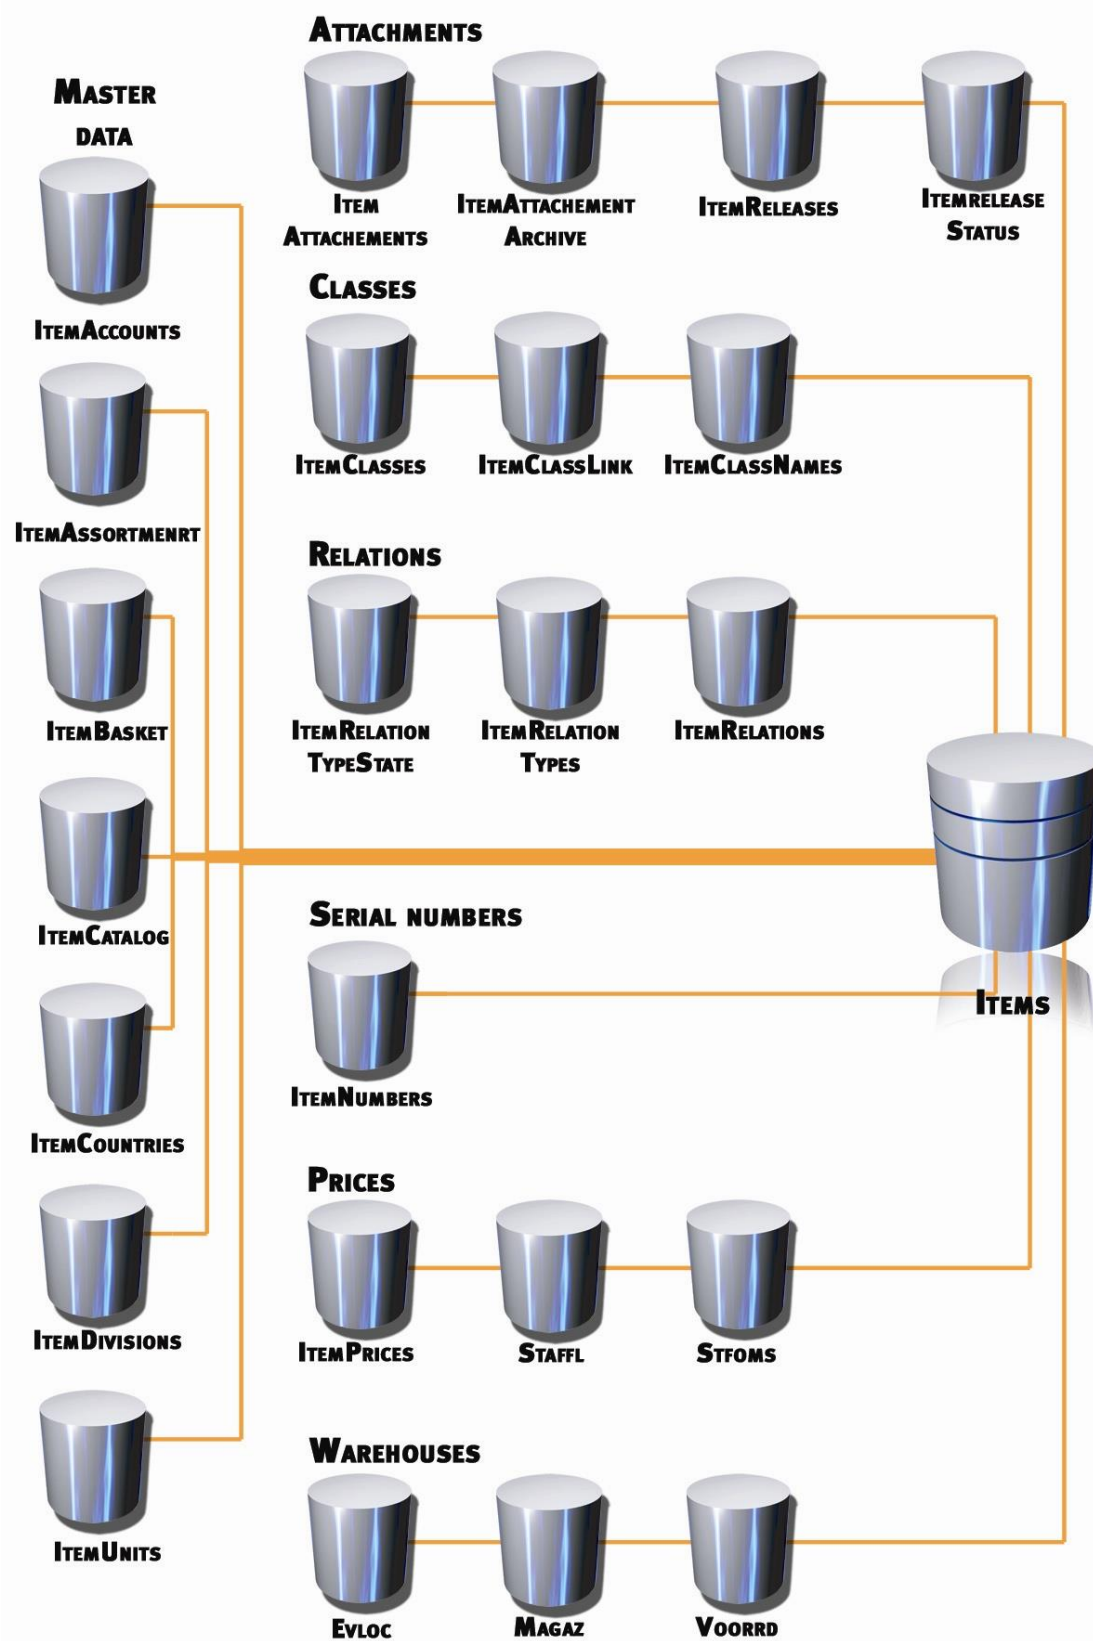 Master
data
ItemAccounts
ItemAssortmenrt
ItemBasket
ItemCatalog
ItemCountries
ItemDivisions
ItemUnits
Attachments
Item
Attachements
ItemAttachement
Archive
ItemReleases
Itemrelease
Status
Classes
ItemClasses
ItemClassLink
ItemClassNames
Relations
ItemRelation
TypeState
ItemRelation
Types
ItemRelations
Serial numbers
ItemNumbers
Items
Prices
ItemPrices
Staffl
Stfoms
Warehouses
Evloc
Magaz
Voorrd